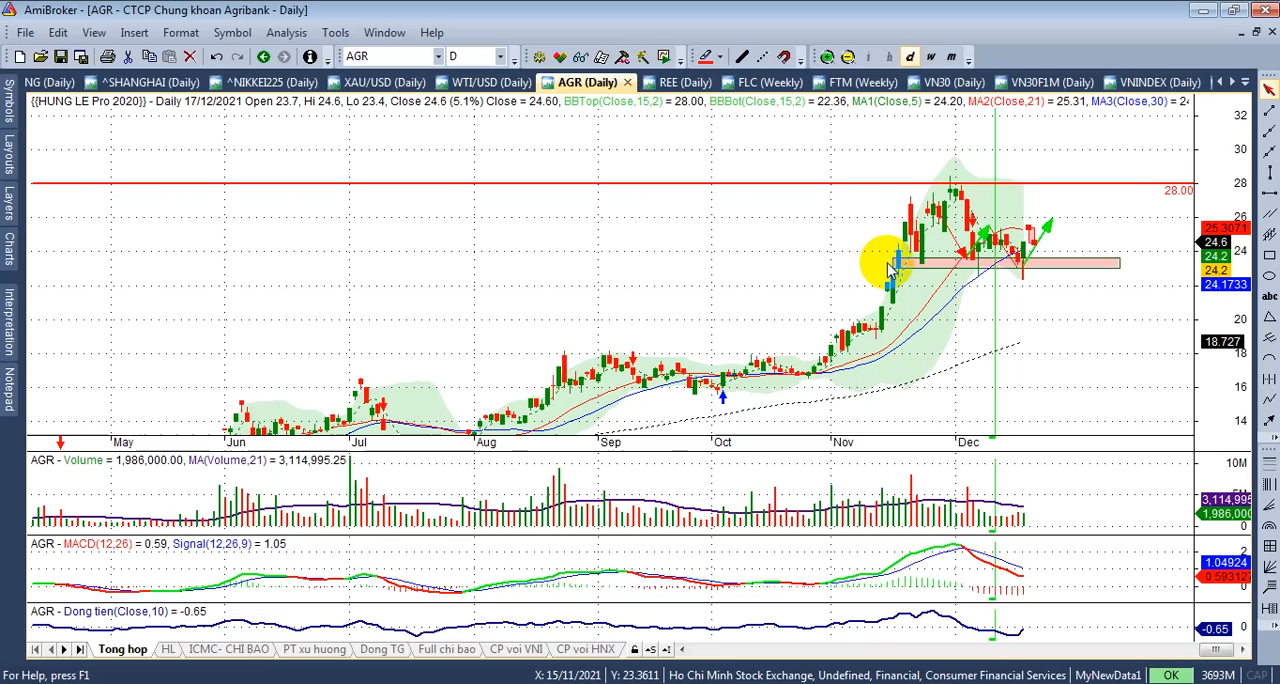 AmiBroker - [AGR - CTCP Chung khoan Agribank - Daily]
File Edit View Insert Format Symbol Analysis Tools Window Help
AGR D i h d w m
NG (Daily) ^SHANGHAI (Daily) ^NIKKEI225 (Daily) XAU/USD (Daily) WTI/USD (Daily) AGR (Daily) REE (Daily) FLC (Weekly) FTM (Weekly) VN30 (Daily) VN30F1M (Daily) VNINDEX (Daily)
{{HUNG LE Pro 2020}} - Daily 17/12/2021 Open 23.7, Hi 24.6, Lo 23.4, Close 24.6 (5.1%) Close = 24.60, BBTop(Close,15,2) = 28.00, BBBot(Close,15,2) = 22.36, MA1(Close,5) = 24.20, MA2(Close,21) = 25.31, MA3(Close,30) = 24
Symbols
Layouts
Layers
Charts
Interpretation
Notepad
32
30
28
28.00
26
25.3071
24.6
24
24.2
24.2
24.1733
20
18.727
18
16
14
May Jun Jul Aug Sep Oct Nov Dec
AGR - Volume = 1,986,000.00, MA(Volume,21) = 3,114,995.25
10M
3,114,995
1,986,000
0
AGR - MACD(12,26) = 0.59, Signal(12,26,9) = 1.05
2
1.04924
0.59312
AGR - Dong tien(Close,10) = -0.65
0
-0.65
abc
Tong hop HL ICMC- CHI BAO PT xu huong Dong TG Full chi bao CP voi VNI CP voi HNX
For Help, press F1 X: 15/11/2021 Y: 23.3611 Ho Chi Minh Stock Exchange, Undefined, Financial, Consumer Financial Services MyNewData1 OK 3693M CAP